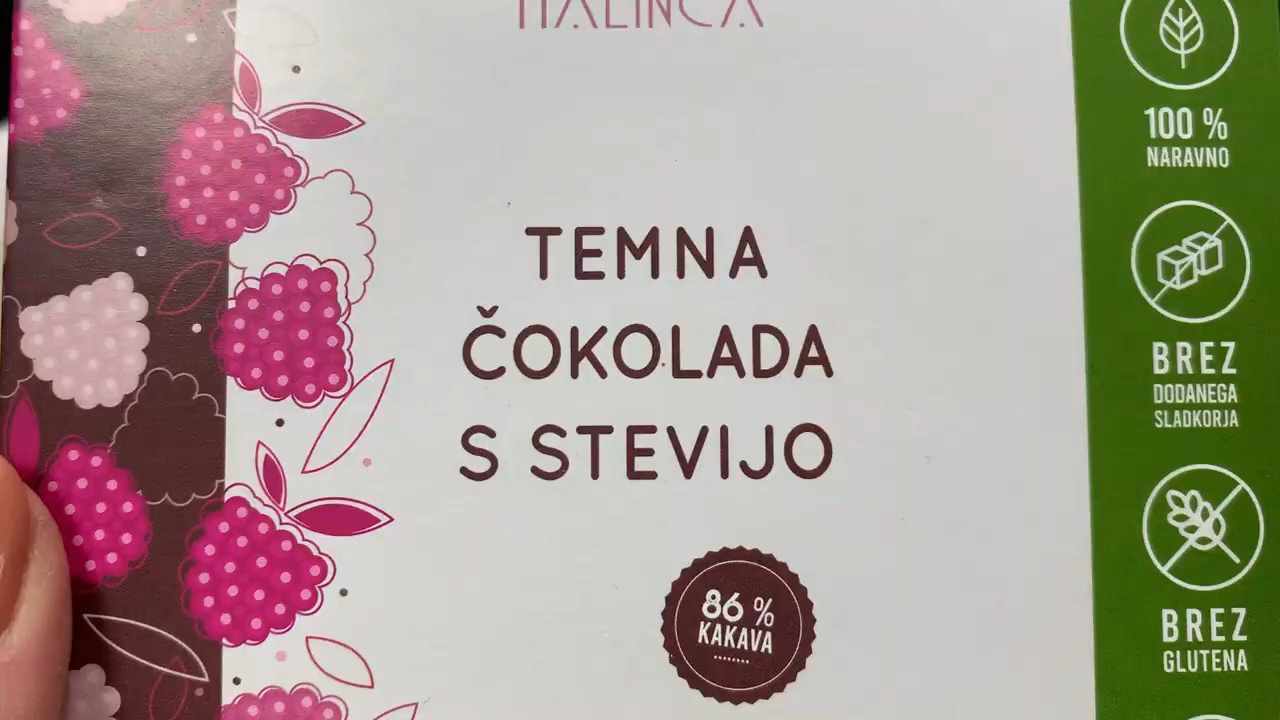 MALINCA
TEMNA
ČOKOLADA
S STEVIJO
86 %
KAKAVA
100 %
NARAVNO
BREZ
DODANEGA
SLADKORJA
BREZ
GLUTENA